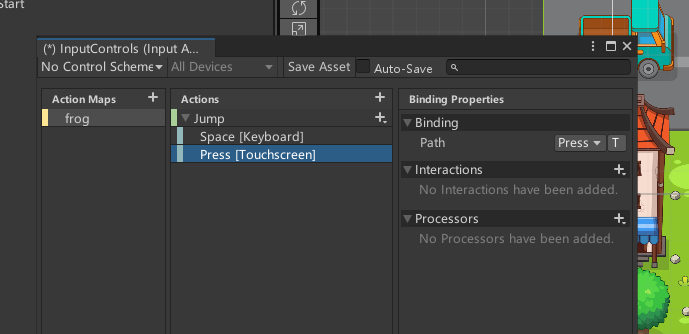 Start
(*) InputControls (Input A...
No Control Scheme
All Devices
Save Asset
Auto-Save
Action Maps +
Actions +
Binding Properties
frog
Jump
Space [Keyboard]
Press [Touchscreen]
Binding
Path
Press
T
Interactions +
No Interactions have been added.
Processors +
No Processors have been added.